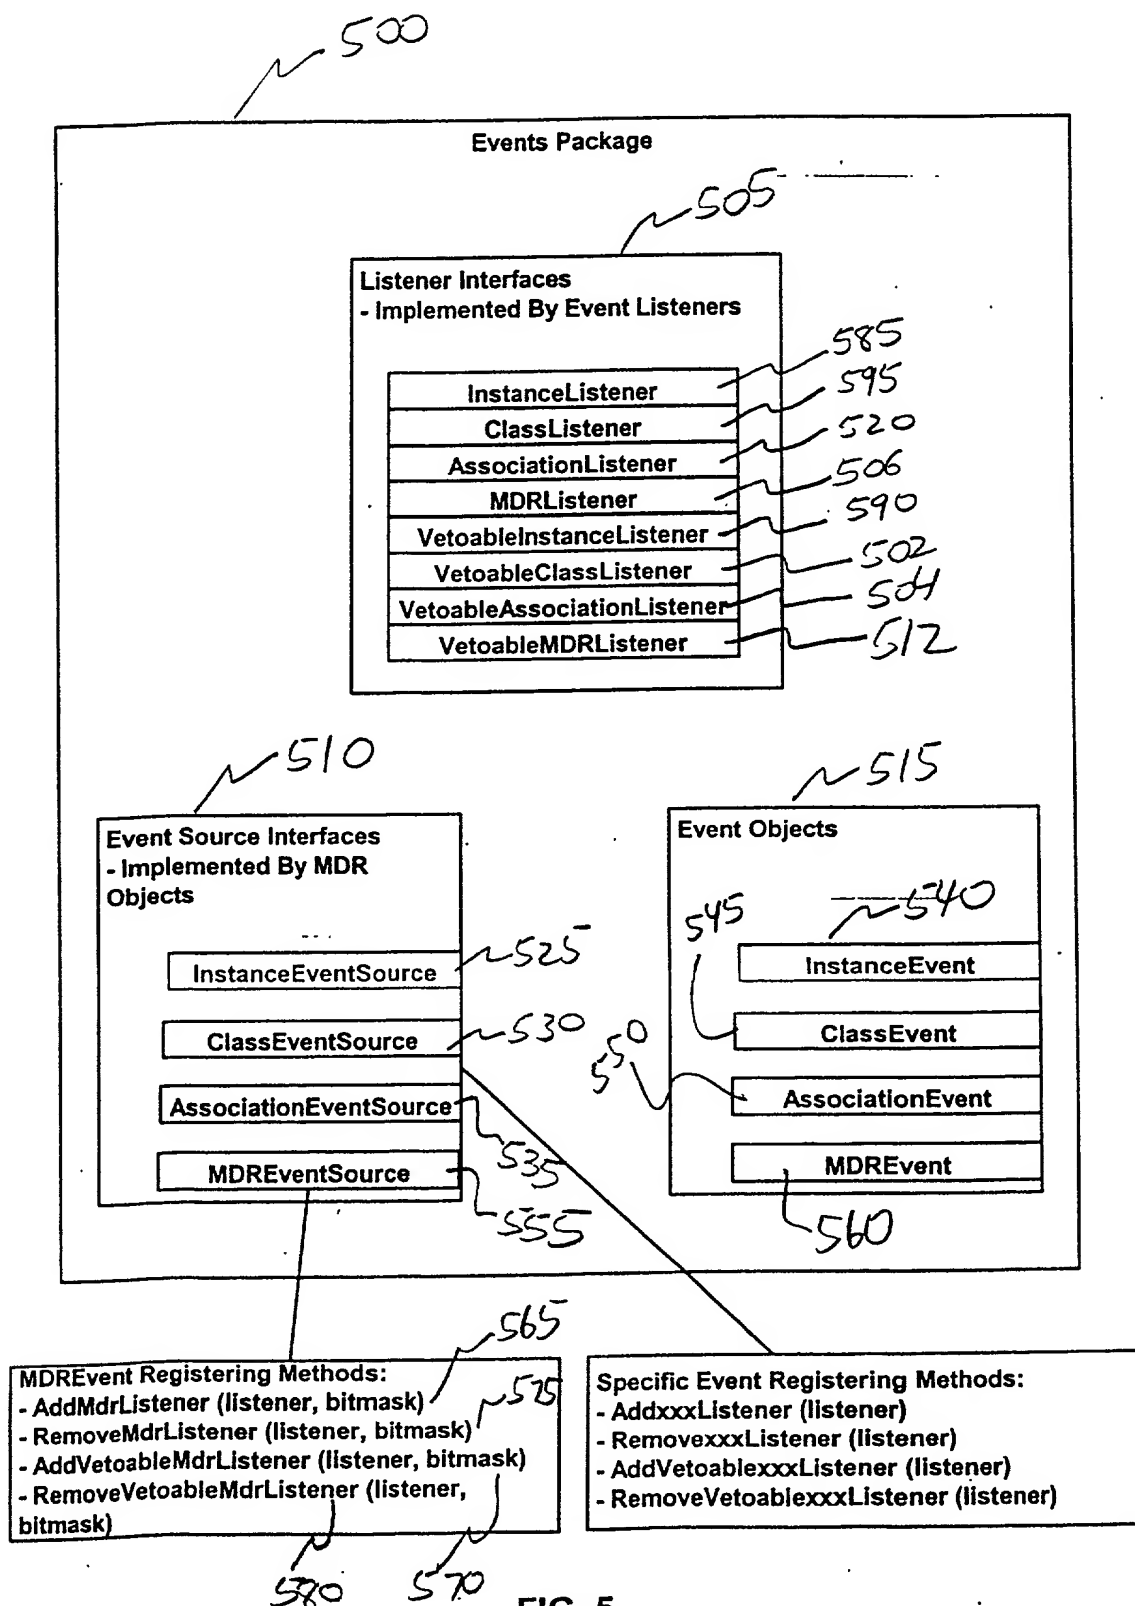 500
Events Package
505
Listener Interfaces
- Implemented By Event Listeners
585
InstanceListener
595
ClassListener
520
AssociationListener
506
MDRListener
590
VetoableInstanceListener
502
VetoableClassListener
504
VetoableAssociationListener
512
VetoableMDRListener
510
Event Source Interfaces
- Implemented By MDR
Objects
525
InstanceEventSource
530
ClassEventSource
AssociationEventSource
535
MDREventSource
555
515
Event Objects
545
540
InstanceEvent
ClassEvent
550
AssociationEvent
MDREvent
560
565
MDREvent Registering Methods:
- AddMdrListener (listener, bitmask)
575
- RemoveMdrListener (listener, bitmask)
- AddVetoableMdrListener (listener, bitmask)
- RemoveVetoableMdrListener (listener,
bitmask)
580
570
Specific Event Registering Methods:
- AddxxxListener (listener)
- RemovexxxListener (listener)
- AddVetoablexxxListener (listener)
- RemoveVetoablexxxListener (listener)
FIG. 5